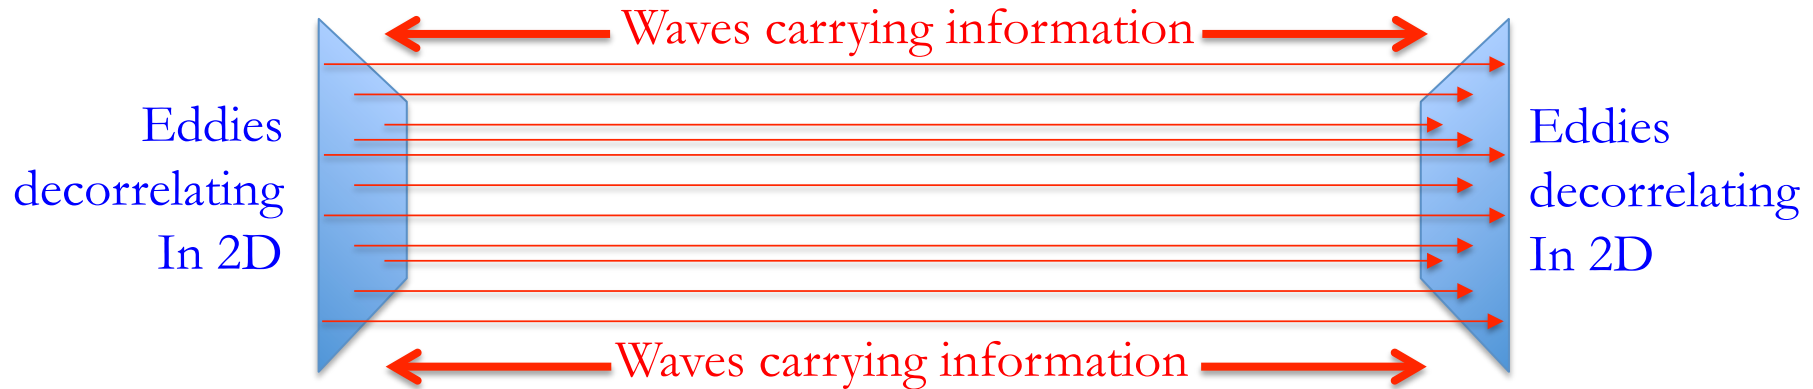 Waves carrying information
Eddies
decorrelating
In 2D
Eddies
decorrelating
In 2D
Waves carrying information